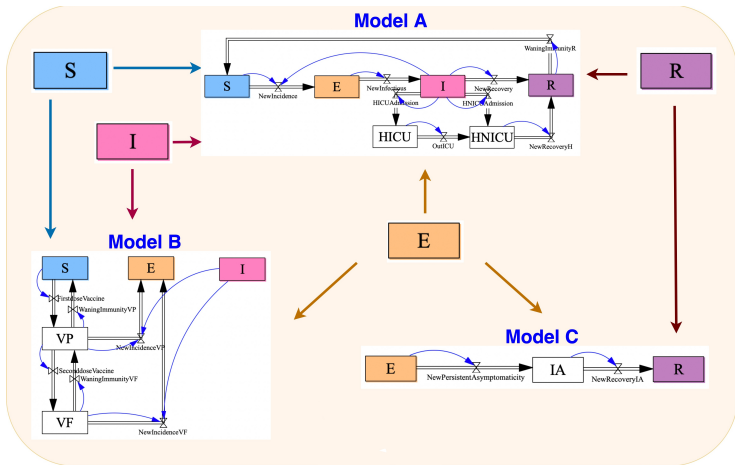 Model A
S
I
R
WaningImmunityR
S
NewIncidence
E
NewInfectious
I
NewRecovery
R
HICUAdmission
HNICUAdmission
HICU
OutICU
HNICU
NewRecoveryH
E
Model B
S
E
I
FirstdoseVaccine
WaningImmunityVP
VP
NewIncidenceVP
SeconddoseVaccine
WaningImmunityVF
VF
NewIncidenceVF
Model C
E
NewPersistentAsymptomaticity
IA
NewRecoveryIA
R